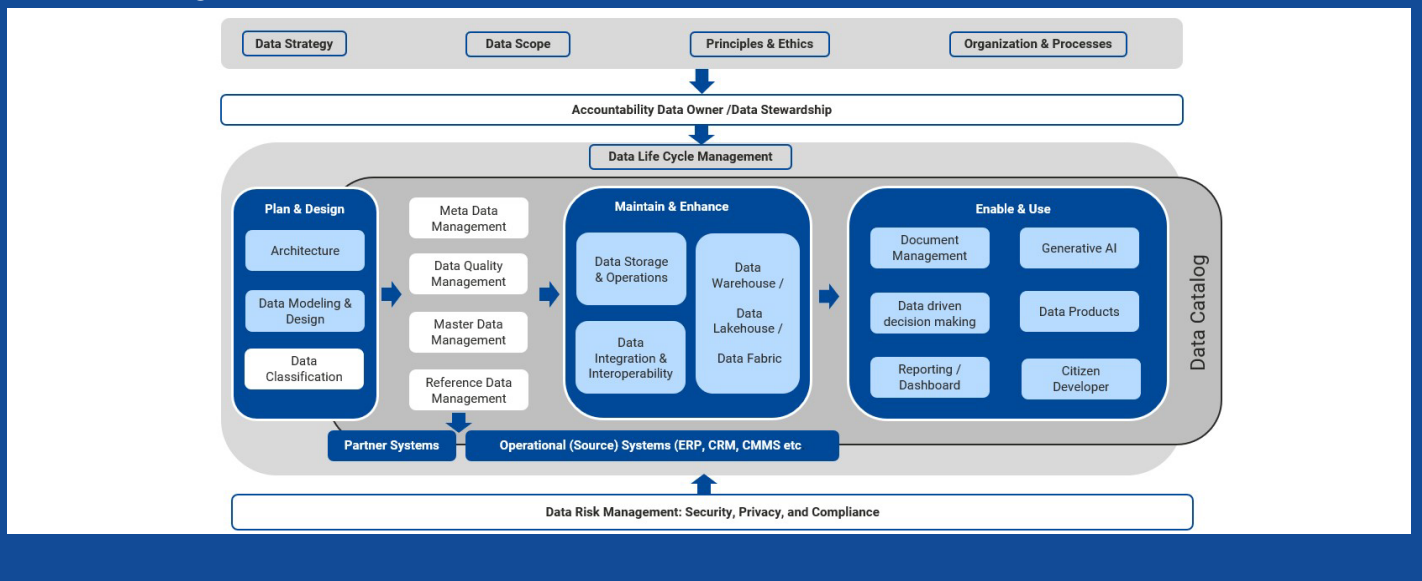 Data Strategy
Data Scope
Principles & Ethics
Organization & Processes
Accountability Data Owner /Data Stewardship
Data Life Cycle Management
Plan & Design
Architecture
Data Modeling &
Design
Data
Classification
Meta Data
Management
Data Quality
Management
Master Data
Management
Reference Data
Management
Maintain & Enhance
Data Storage
& Operations
Data
Integration &
Interoperability
Data
Warehouse /
Data
Lakehouse /
Data Fabric
Enable & Use
Document
Management
Generative AI
Data driven
decision making
Data Products
Reporting /
Dashboard
Citizen
Developer
Data Catalog
Partner Systems
Operational (Source) Systems (ERP, CRM, CMMS etc
Data Risk Management: Security, Privacy, and Compliance